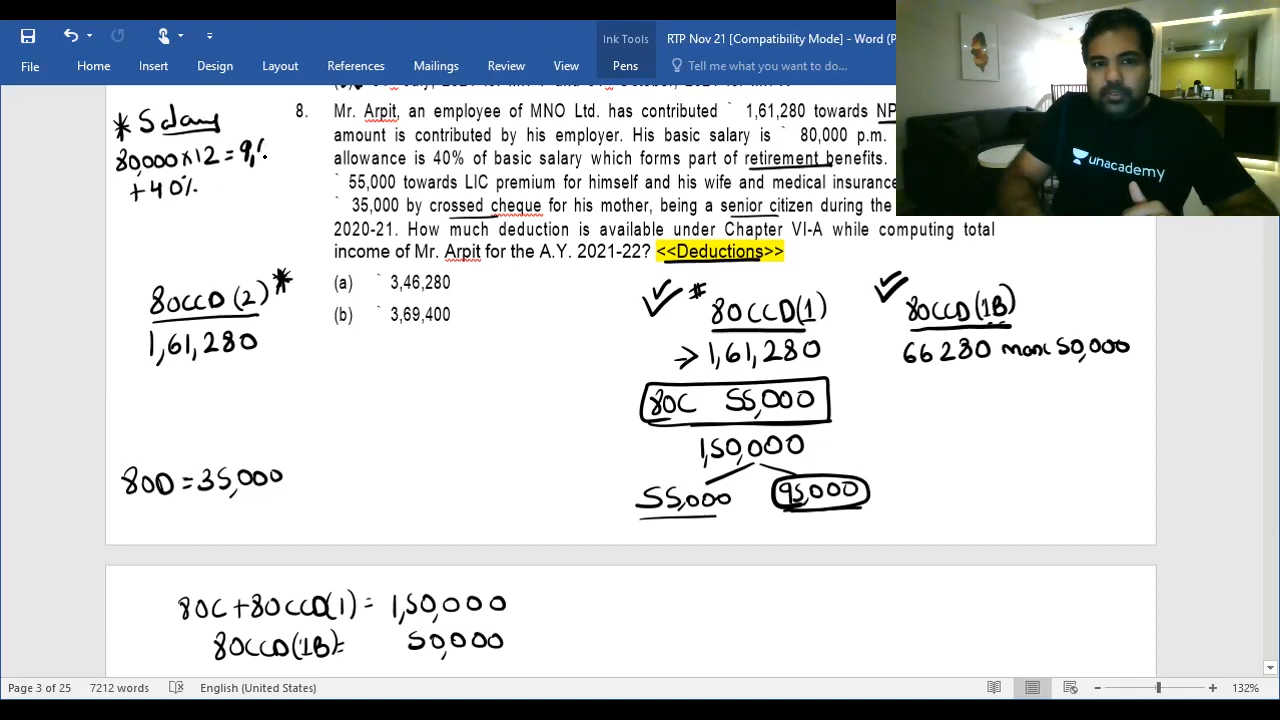 Ink Tools
RTP Nov 21 [Compatibility Mode] - Word (P
File Home Insert Design Layout References Mailings Review View Pens Tell me what you want to do...
8. Mr. Arpit, an employee of MNO Ltd. has contributed ` 1,61,280 towards NP
amount is contributed by his employer. His basic salary is ` 80,000 p.m.
allowance is 40% of basic salary which forms part of retirement benefits.
` 55,000 towards LIC premium for himself and his wife and medical insurance
` 35,000 by crossed cheque for his mother, being a senior citizen during the
2020-21. How much deduction is available under Chapter VI-A while computing total
income of Mr. Arpit for the A.Y. 2021-22? <<Deductions>>
(a) ` 3,46,280
(b) ` 3,69,400
* Salary
80,000 x 12 = 9,
+ 40%
80CCD(2)*
1,61,280
80D = 35,000
# 80CCD(1)
→ 1,61,280
80C 55,000
1,50,000
55,000 95,000
80CCD(1B)
66280 max 50,000
80C + 80CCD(1) = 1,50,000
80CCD(1B) = 50,000
unacademy
Page 3 of 25 7212 words English (United States) 132%